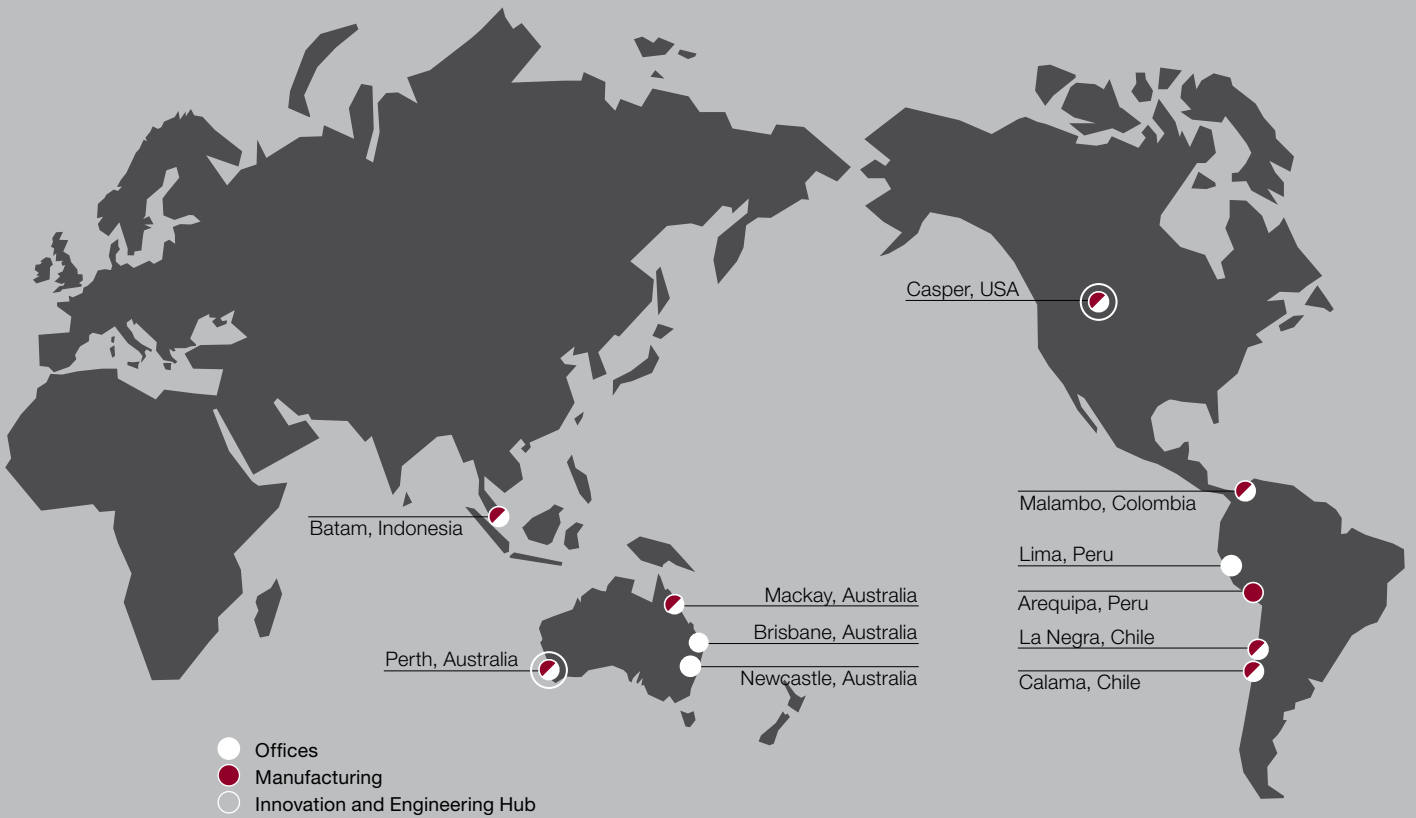 Casper, USA
Malambo, Colombia
Batam, Indonesia
Lima, Peru
Mackay, Australia
Arequipa, Peru
Brisbane, Australia
La Negra, Chile
Perth, Australia
Newcastle, Australia
Calama, Chile
Offices
Manufacturing
Innovation and Engineering Hub